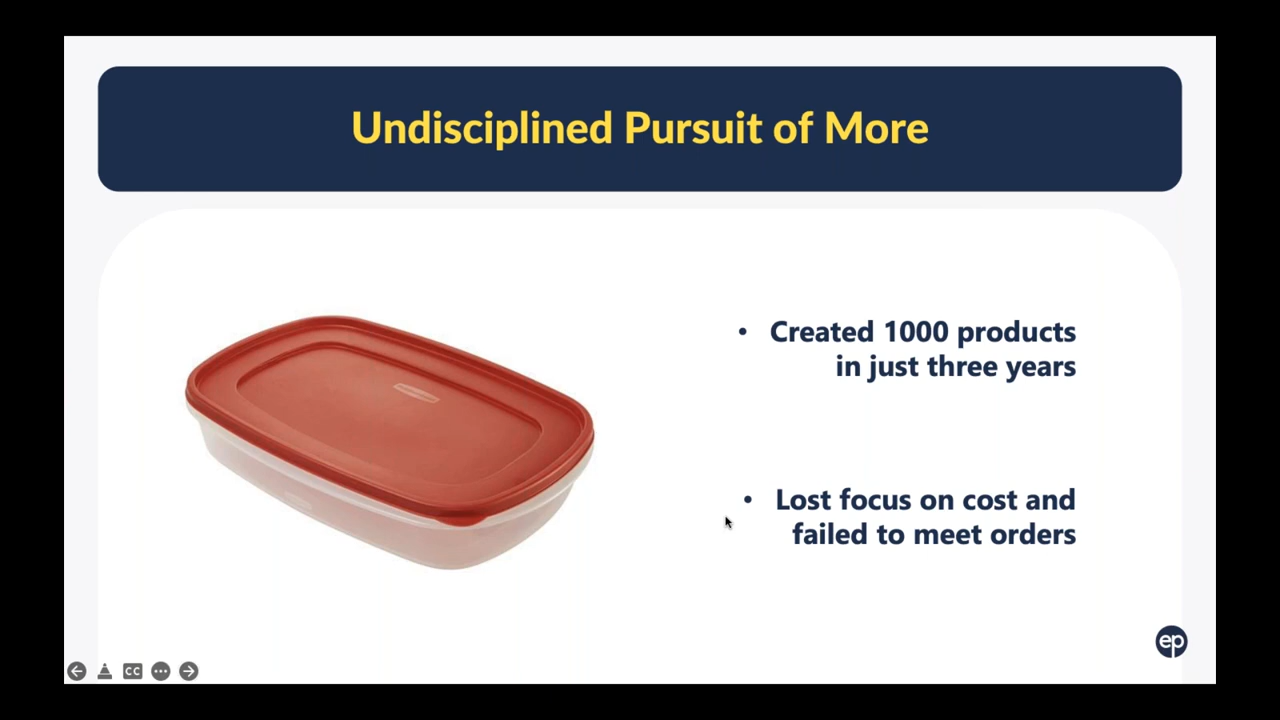 Undisciplined Pursuit of More
• Created 1000 products
in just three years
• Lost focus on cost and
failed to meet orders
ep
CC